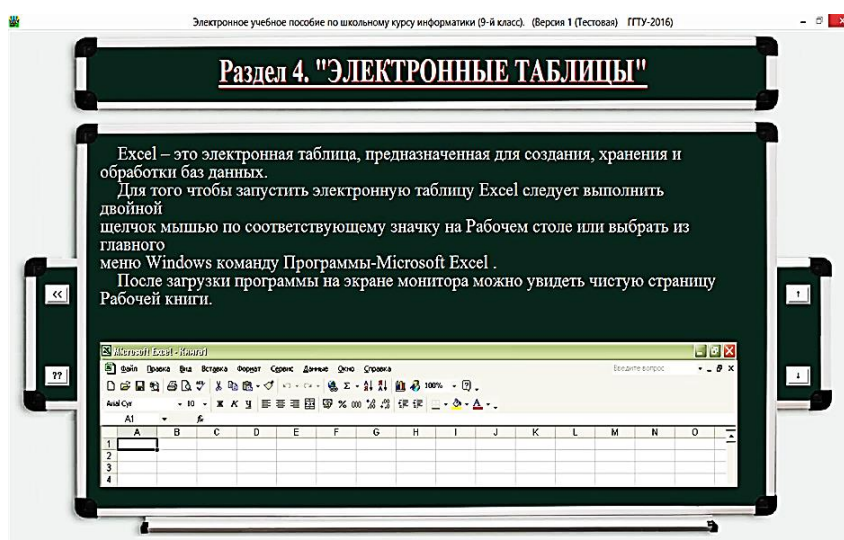 Электронное учебное пособие по школьному курсу информатики (9-й класс). (Версия 1 (Тестовая) ГГТУ-2016)
Раздел 4. "ЭЛЕКТРОННЫЕ ТАБЛИЦЫ"
Excel – это электронная таблица, предназначенная для создания, хранения и
обработки баз данных.
Для того чтобы запустить электронную таблицу Excel следует выполнить
двойной
щелчок мышью по соответствующему значку на Рабочем столе или выбрать из
главного
меню Windows команду Программы-Microsoft Excel .
После загрузки программы на экране монитора можно увидеть чистую страницу
Рабочей книги.
<<
↑
??
↓
Microsoft Excel - Книга1
Файл Правка Вид Вставка Формат Сервис Данные Окно Справка Введите вопрос
100%
Arial Cyr 10 Ж К Ч % 000
A1 fx
A B C D E F G H I J K L M N O
1
2
3
4